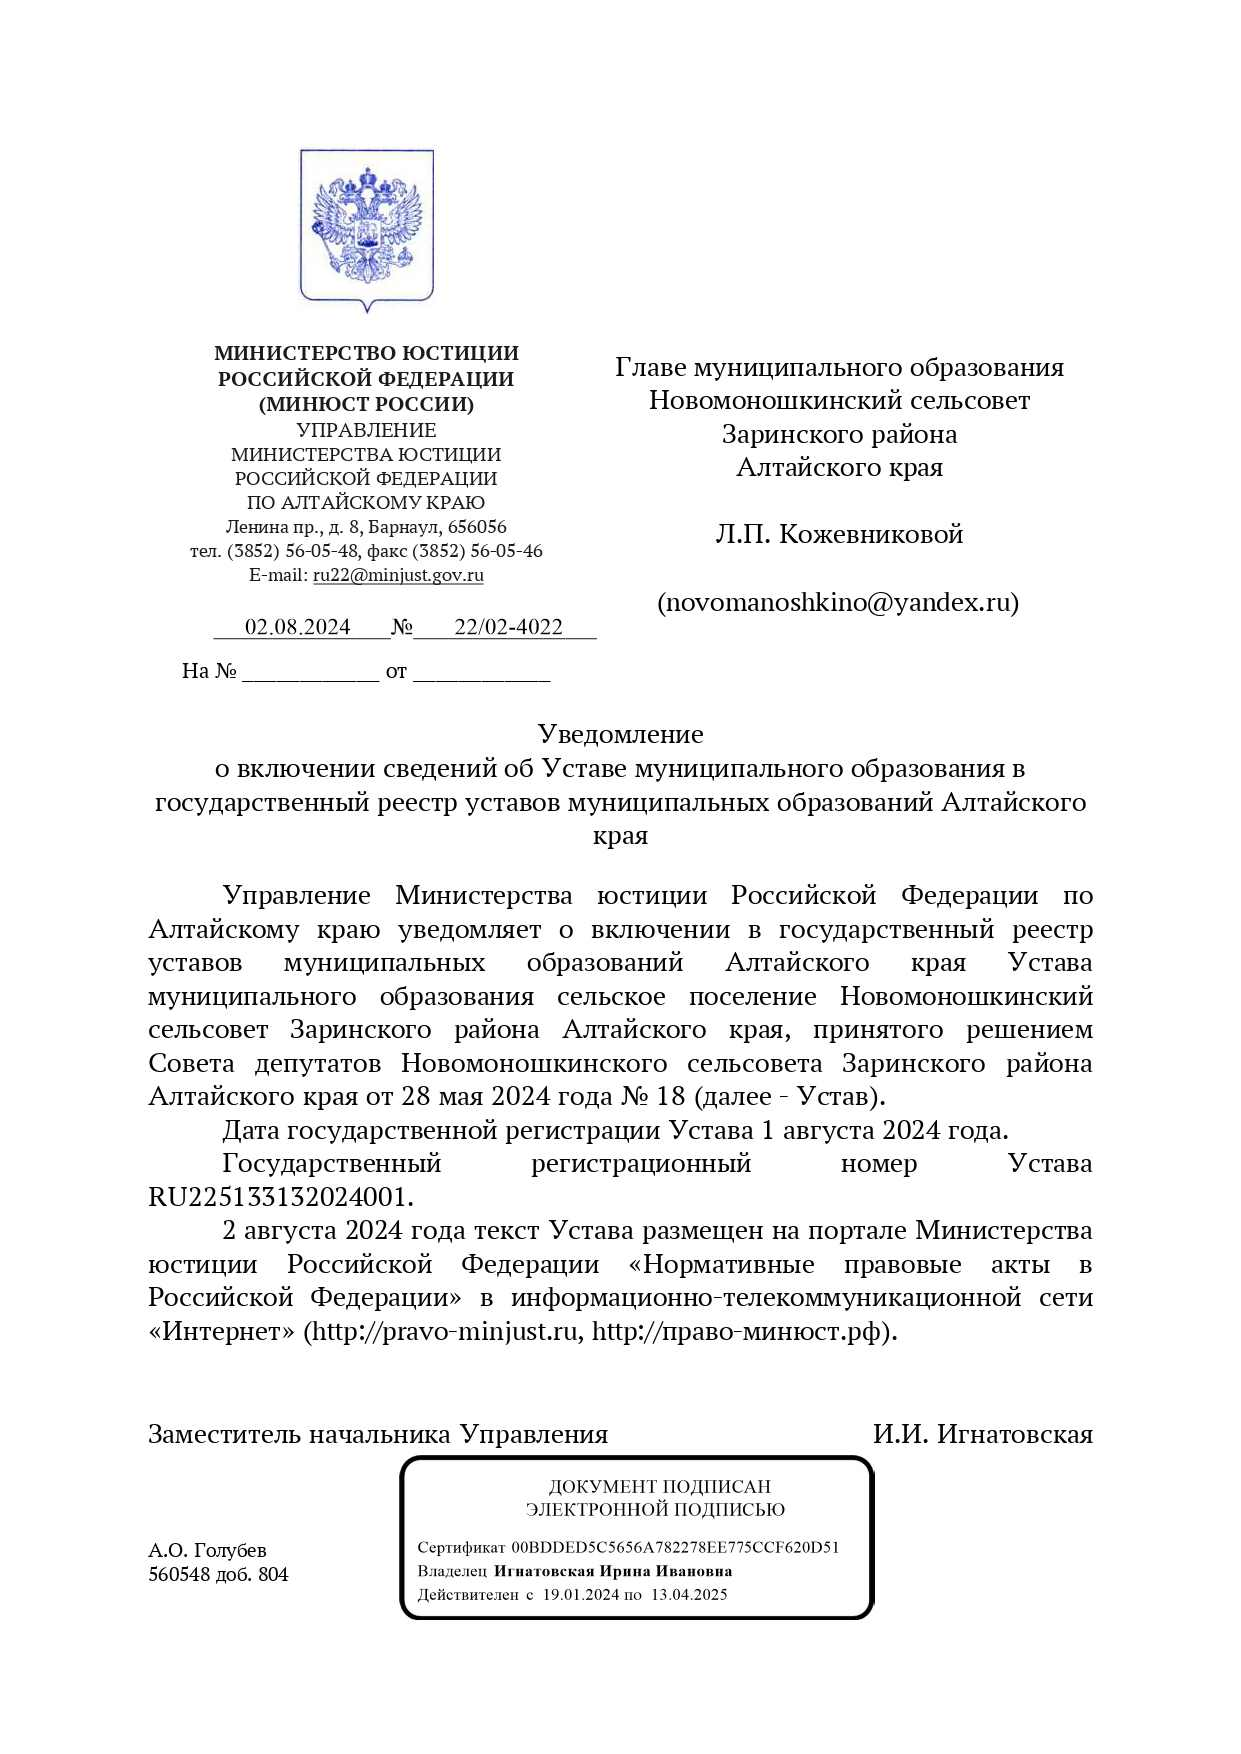 МИНИСТЕРСТВО ЮСТИЦИИ
РОССИЙСКОЙ ФЕДЕРАЦИИ
(МИНЮСТ РОССИИ)
УПРАВЛЕНИЕ
МИНИСТЕРСТВА ЮСТИЦИИ
РОССИЙСКОЙ ФЕДЕРАЦИИ
ПО АЛТАЙСКОМУ КРАЮ
Ленина пр., д. 8, Барнаул, 656056
тел. (3852) 56-05-48, факс (3852) 56-05-46
E-mail: ru22@minjust.gov.ru
02.08.2024 № 22/02-4022
На № ____________ от ____________
Главе муниципального образования
Новомоношкинский сельсовет
Заринского района
Алтайского края
Л.П. Кожевниковой
(novomanoshkino@yandex.ru)
Уведомление
о включении сведений об Уставе муниципального образования в
государственный реестр уставов муниципальных образований Алтайского
края
Управление Министерства юстиции Российской Федерации по
Алтайскому краю уведомляет о включении в государственный реестр
уставов муниципальных образований Алтайского края Устава
муниципального образования сельское поселение Новомоношкинский
сельсовет Заринского района Алтайского края, принятого решением
Совета депутатов Новомоношкинского сельсовета Заринского района
Алтайского края от 28 мая 2024 года № 18 (далее - Устав).
Дата государственной регистрации Устава 1 августа 2024 года.
Государственный регистрационный номер Устава
RU225133132024001.
2 августа 2024 года текст Устава размещен на портале Министерства
юстиции Российской Федерации «Нормативные правовые акты в
Российской Федерации» в информационно-телекоммуникационной сети
«Интернет» (http://pravo-minjust.ru, http://право-минюст.рф).
Заместитель начальника Управления И.И. Игнатовская
ДОКУМЕНТ ПОДПИСАН
ЭЛЕКТРОННОЙ ПОДПИСЬЮ
Сертификат 00BDDED5C5656A782278EE775CCF620D51
Владелец Игнатовская Ирина Ивановна
Действителен с 19.01.2024 по 13.04.2025
А.О. Голубев
560548 доб. 804